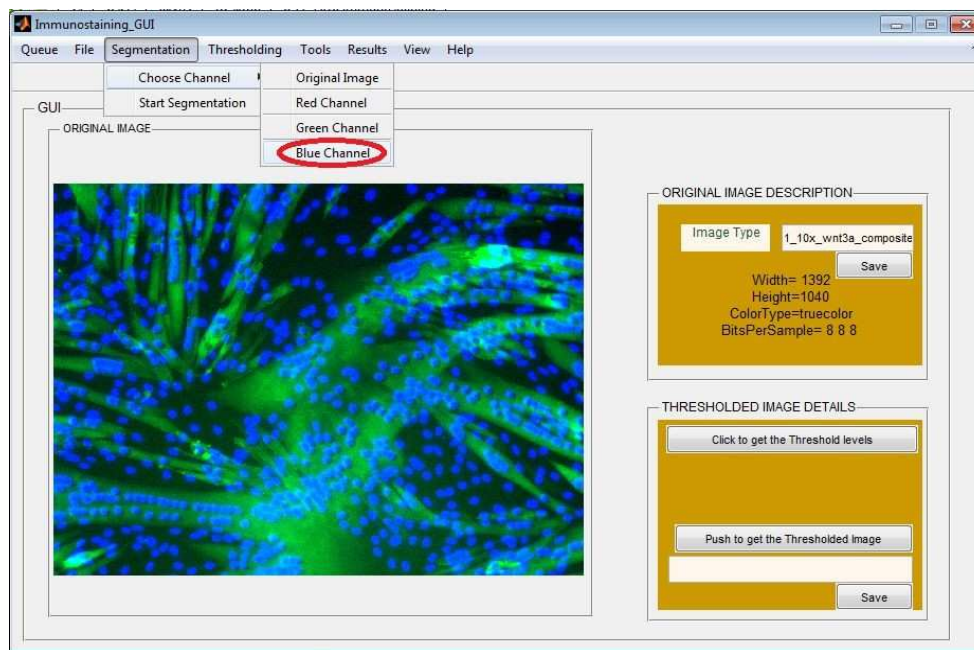 Immunostaining_GUI
Queue File Segmentation Thresholding Tools Results View Help
Choose Channel
Start Segmentation
Original Image
Red Channel
Green Channel
Blue Channel
GUI
ORIGINAL IMAGE
ORIGINAL IMAGE DESCRIPTION
Image Type 1_10x_wnt3a_composite
Save
Width= 1392
Height=1040
ColorType=truecolor
BitsPerSample= 8 8 8
THRESHOLDED IMAGE DETAILS
Click to get the Threshold levels
Push to get the Thresholded Image
Save